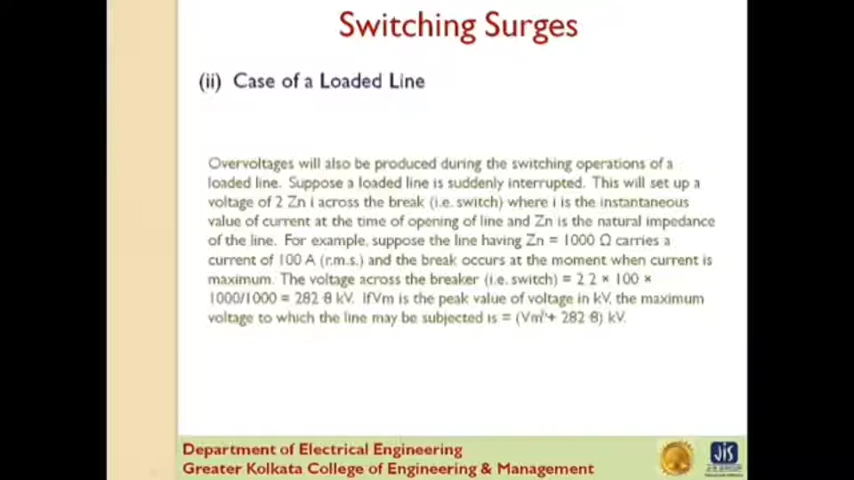 Switching Surges
(ii) Case of a Loaded Line
Overvoltages will also be produced during the switching operations of a
loaded line. Suppose a loaded line is suddenly interrupted. This will set up a
voltage of 2 Zn i across the break (i.e. switch) where i is the instantaneous
value of current at the time of opening of line and Zn is the natural impedance
of the line. For example, suppose the line having Zn = 1000 Ω carries a
current of 100 A (r.m.s.) and the break occurs at the moment when current is
maximum. The voltage across the breaker (i.e. switch) = 2 2 × 100 ×
1000/1000 = 282·8 kV. If Vm is the peak value of voltage in kV, the maximum
voltage to which the line may be subjected is = (Vm + 282·8) kV.
Department of Electrical Engineering
Greater Kolkata College of Engineering & Management
JIS